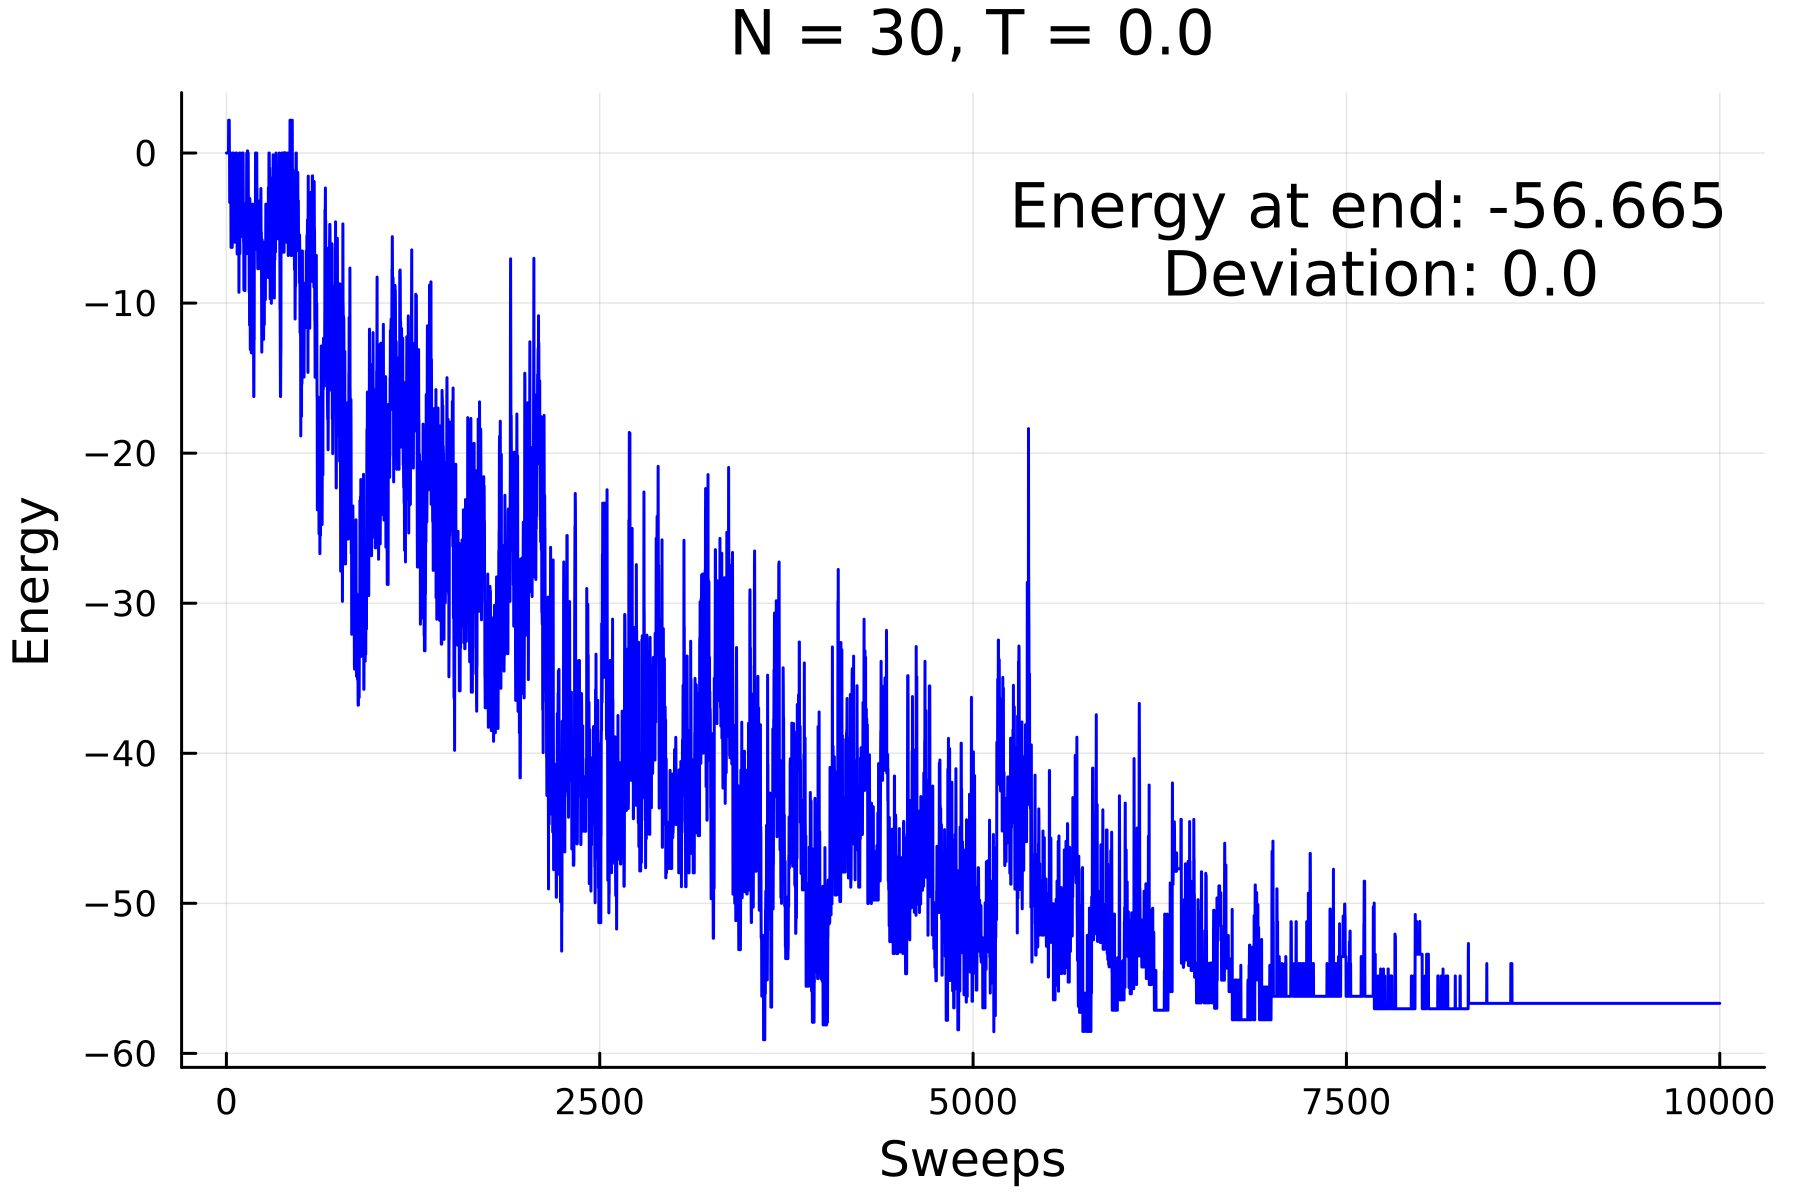 N = 30, T = 0.0
Energy at end: -56.665
Deviation: 0.0
Energy
0
−10
−20
−30
−40
−50
−60
0 2500 5000 7500 10000
Sweeps